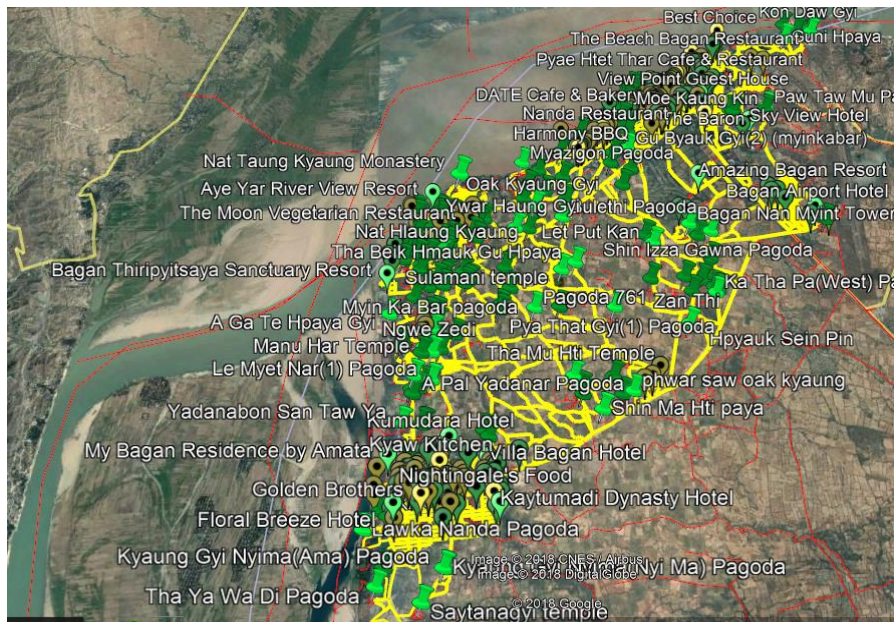 Kon Daw Gyi
Best Choice
The Beach Bagan Restaurant
Guni Hpaya
Pyae Htet Thar Cafe & Restaurant
View Point Guest House
DATE Cafe & Bakery
Moe Kaung Kin
Paw Taw Mu Pa
Nanda Restaurant
The Baron
Sky View Hotel
Harmony BBQ
Gu Byauk Gyi (2) (myinkabar)
Myazigon Pagoda
Nat Taung Kyaung Monastery
Amazing Bagan Resort
Oak Kyaung Gyi
Aye Yar River View Resort
Bagan Airport Hotel
Ywar Haung Gyi
ulethi Pagoda
The Moon Vegetarian Restaurant
Bagan Nan Myint Tower
Nat Hlaung Kyaung
Let Put Kan
Tha Beik Hmauk Gu Hpaya
Shin Izza Gawna Pagoda
Bagan Thiripyitsaya Sanctuary Resort
Sulamani temple
Ka Tha Pa(West) Pa
Myin Ka Bar pagoda
Pagoda 761
Zan Thi
A Ga Te Hpaya Gyi
Ngwe Zedi
Pya That Gyi(1) Pagoda
Hpyauk Sein Pin
Manu Har Temple
Tha Mu Hti Temple
Le Myet Nar(1) Pagoda
A Pal Yadanar Pagoda
phwar saw oak kyaung
Yadanabon San Taw Ya
Shin Ma Hti paya
Kumudara Hotel
My Bagan Residence by Amata
Kyaw Kitchen
Villa Bagan Hotel
Nightingale's Food
Golden Brothers
Kaytumadi Dynasty Hotel
Floral Breeze Hotel
Lawka Nanda Pagoda
Kyaung Gyi Nyima(Ama) Pagoda
Image © 2018 CNES / Airbus
Kyaung Gyi Nyima(Nyi Ma) Pagoda
Image © 2018 DigitalGlobe
Tha Ya Wa Di Pagoda
© 2018 Google
Saytanagyi temple